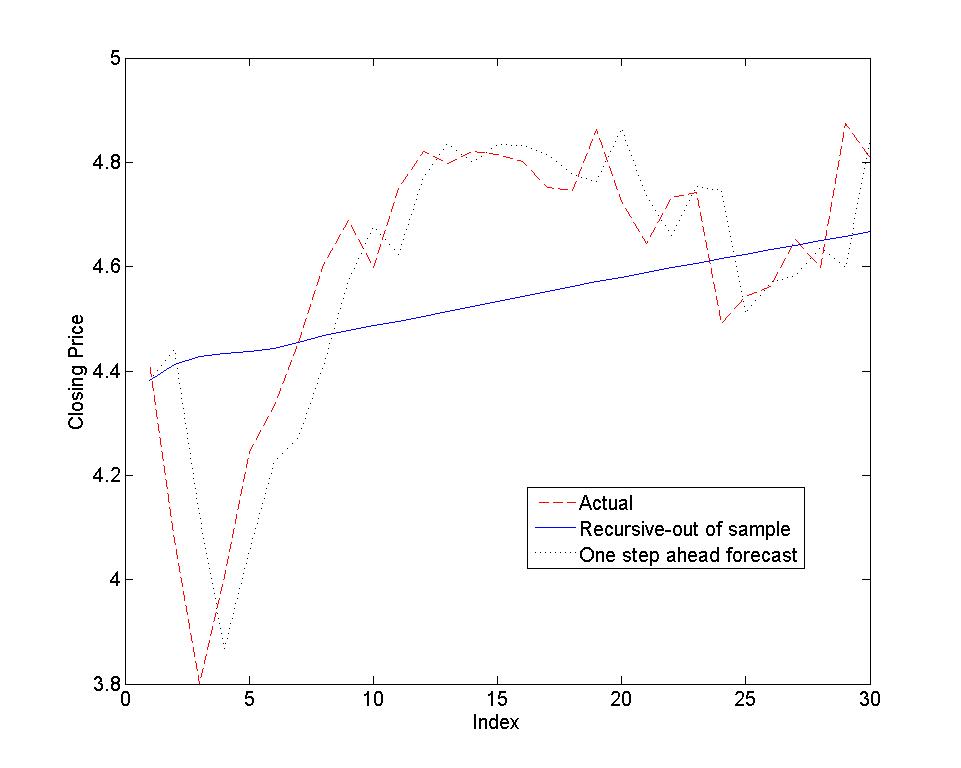 5
4.8
4.6
4.4
4.2
4
3.8
Closing Price
0 5 10 15 20 25 30
Index
Actual
Recursive-out of sample
One step ahead forecast